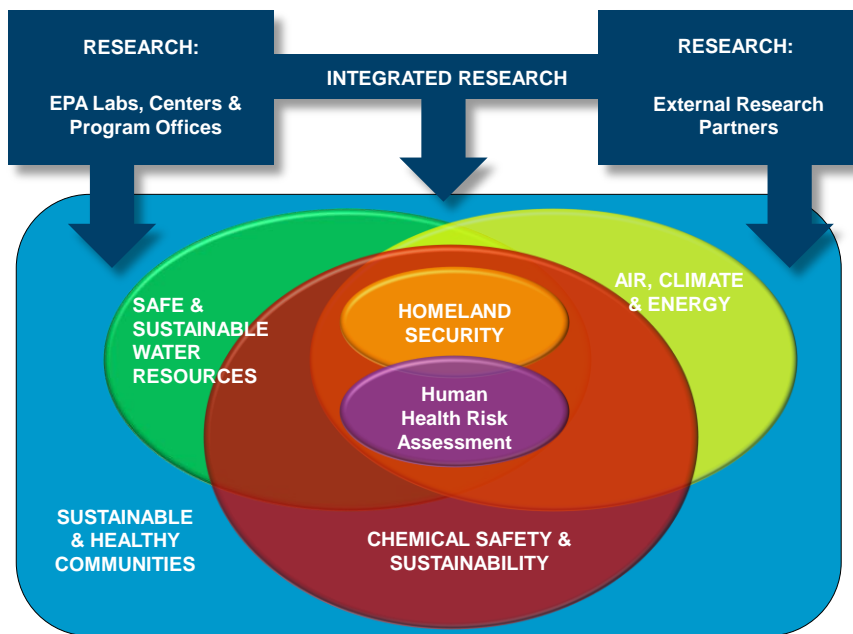 RESEARCH:
EPA Labs, Centers &
Program Offices
INTEGRATED RESEARCH
RESEARCH:
External Research
Partners
SAFE &
SUSTAINABLE
WATER
RESOURCES
HOMELAND
SECURITY
AIR, CLIMATE
& ENERGY
Human
Health Risk
Assessment
SUSTAINABLE
& HEALTHY
COMMUNITIES
CHEMICAL SAFETY &
SUSTAINABILITY